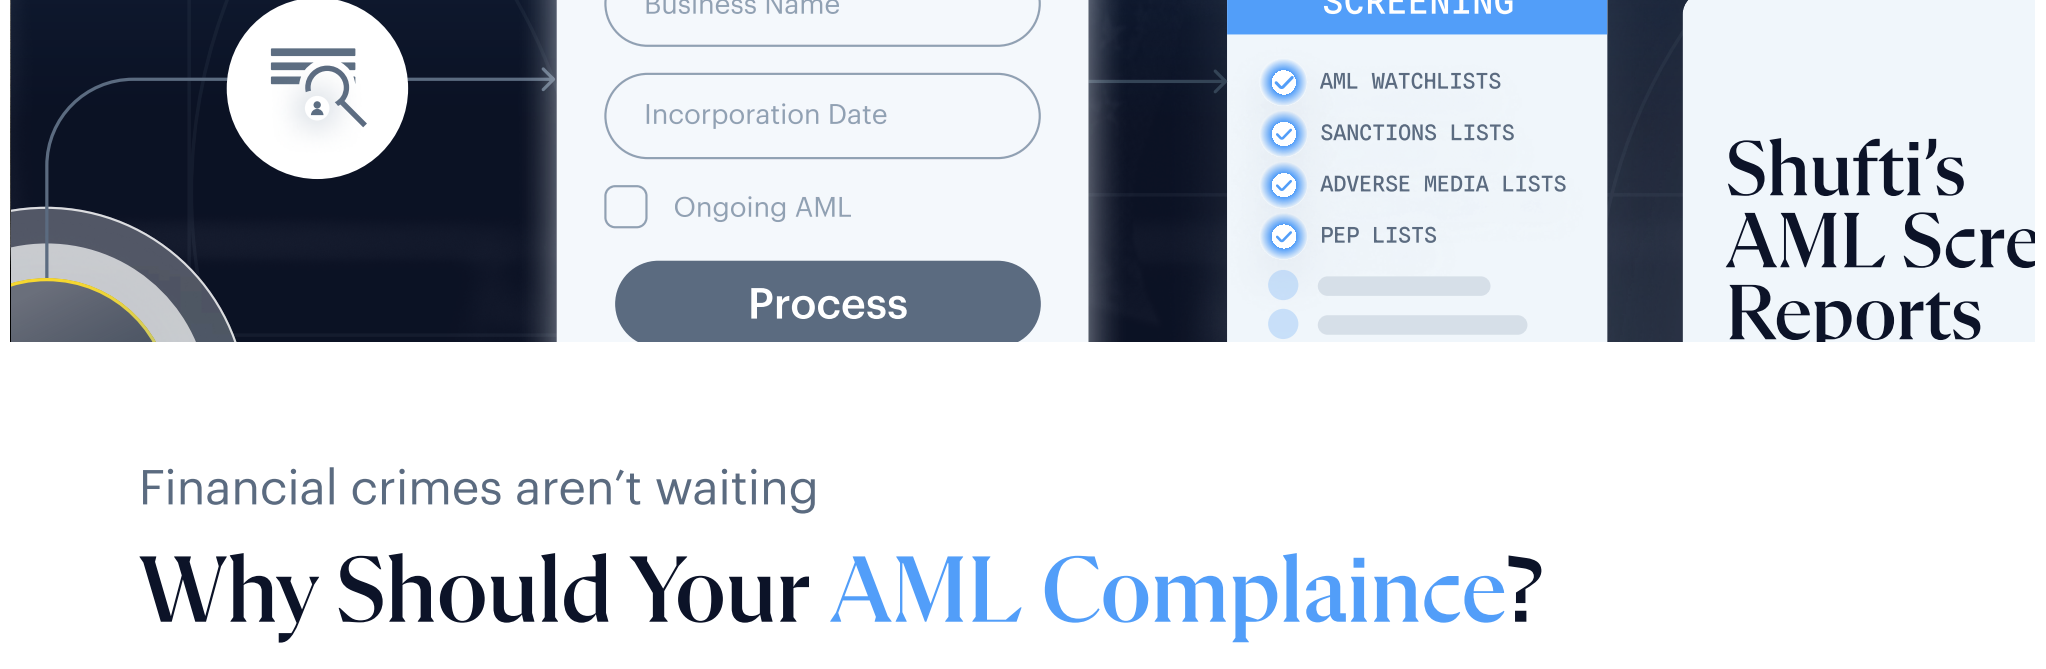 Business Name
Incorporation Date
Ongoing AML
Process
SCREENING
AML WATCHLISTS
SANCTIONS LISTS
ADVERSE MEDIA LISTS
PEP LISTS
Shufti’s
AML Scre
Reports
Financial crimes aren’t waiting
Why Should Your AML Complaince?